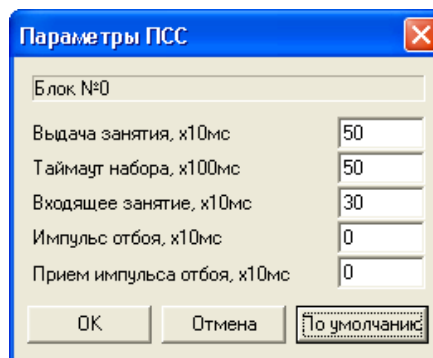 Параметры ПСС
Блок №0
Выдача занятия, x10мс 50
Таймаут набора, x100мс 50
Входящее занятие, x10мс 30
Импульс отбоя, x10мс 0
Прием импульса отбоя, x10мс 0
ОК Отмена По умолчанию